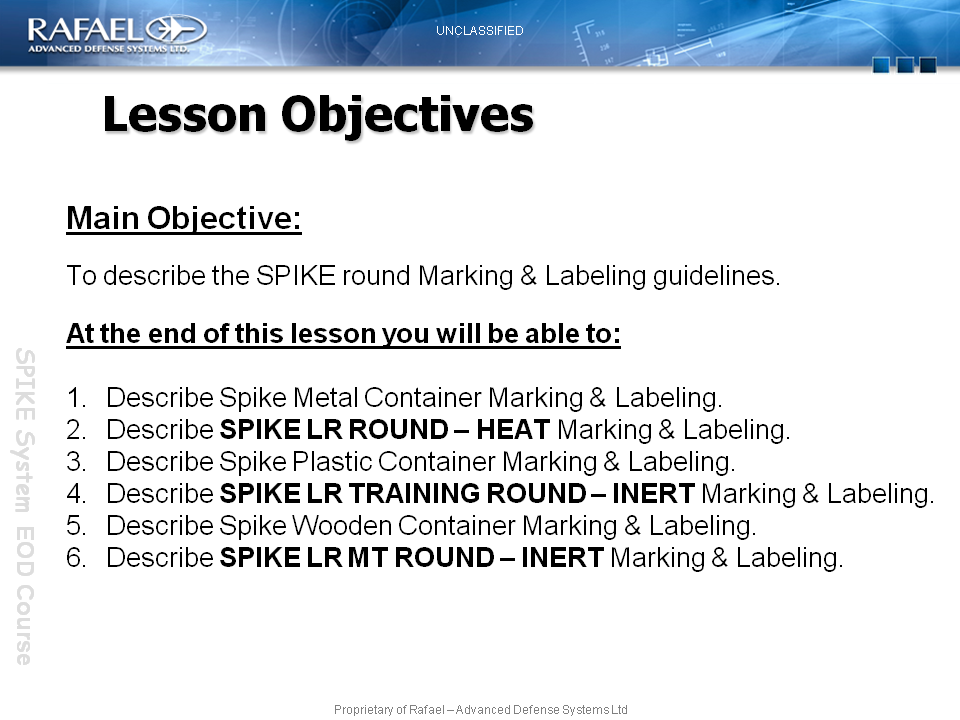 RAFAEL
ADVANCED DEFENSE SYSTEMS LTD.
UNCLASSIFIED
Lesson Objectives
Main Objective:
To describe the SPIKE round Marking & Labeling guidelines.
At the end of this lesson you will be able to:
1. Describe Spike Metal Container Marking & Labeling.
2. Describe SPIKE LR ROUND – HEAT Marking & Labeling.
3. Describe Spike Plastic Container Marking & Labeling.
4. Describe SPIKE LR TRAINING ROUND – INERT Marking & Labeling.
5. Describe Spike Wooden Container Marking & Labeling.
6. Describe SPIKE LR MT ROUND – INERT Marking & Labeling.
SPIKE System EOD Course
Proprietary of Rafael – Advanced Defense Systems Ltd